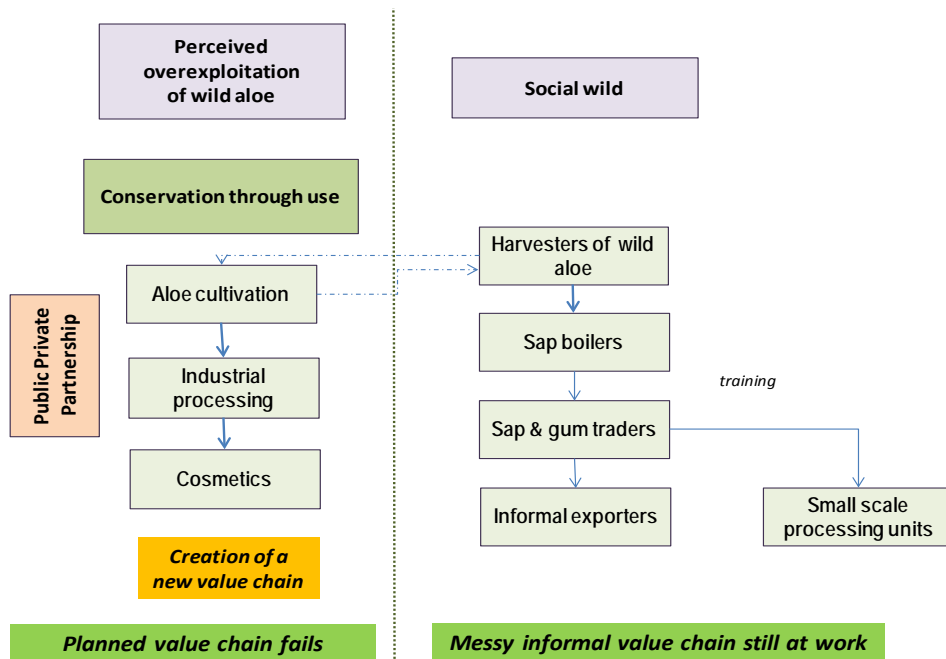 Perceived
overexploitation
of wild aloe
Social wild
Conservation through use
Harvesters of wild
aloe
Aloe cultivation
Public Private
Partnership
Sap boilers
Industrial
processing
training
Sap & gum traders
Cosmetics
Informal exporters
Small scale
processing units
Creation of a
new value chain
Planned value chain fails
Messy informal value chain still at work